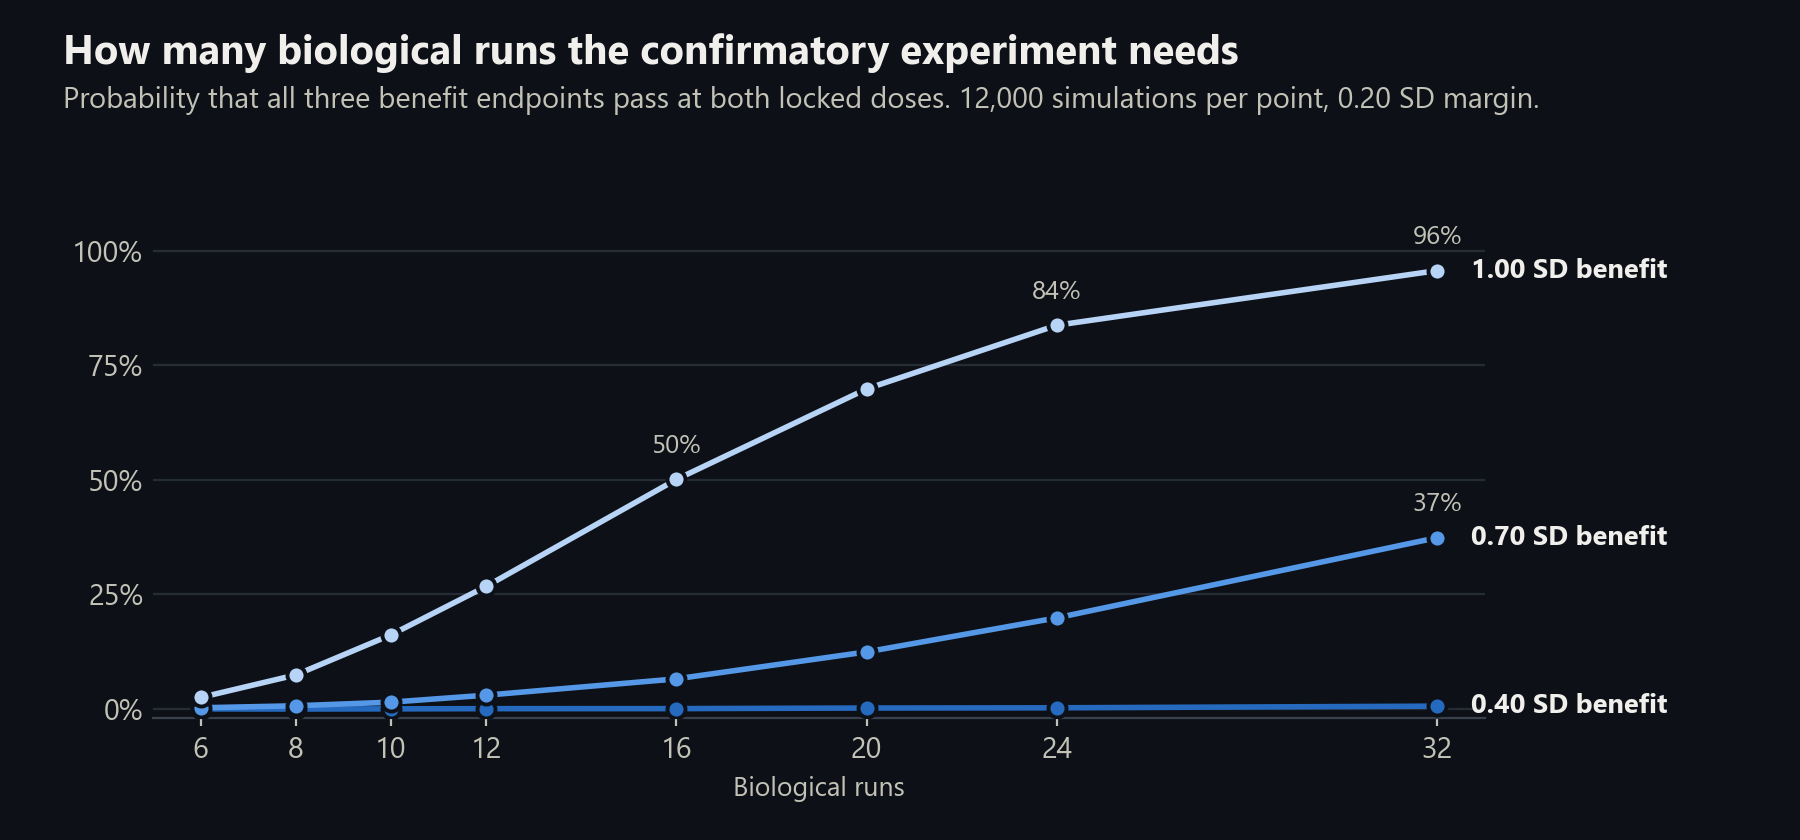 How many biological runs the confirmatory experiment needs
Probability that all three benefit endpoints pass at both locked doses. 12,000 simulations per point, 0.20 SD margin.
96%
100%
1.00 SD benefit
84%
75%
50%
50%
37%
0.70 SD benefit
25%
0%
0.40 SD benefit
6 8 10 12 16 20 24 32
Biological runs